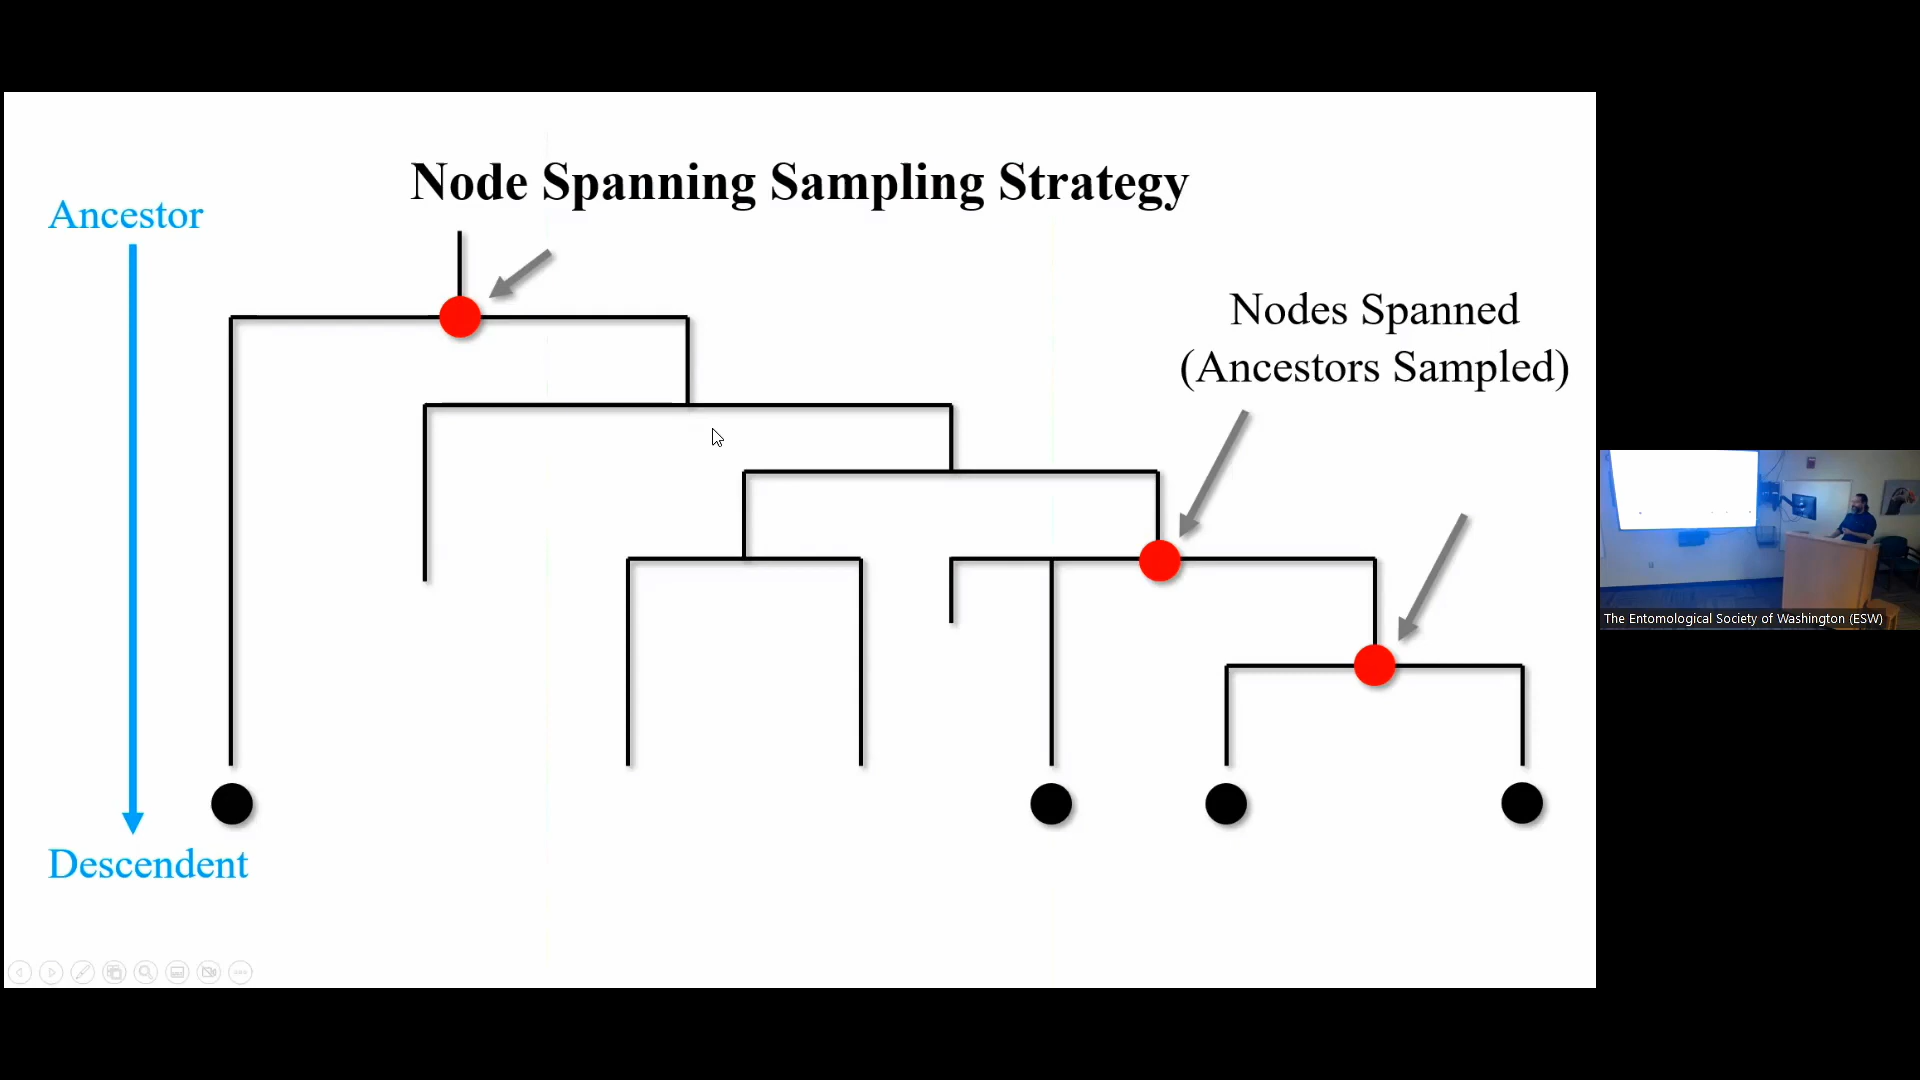 Node Spanning Sampling Strategy
Ancestor
Nodes Spanned
(Ancestors Sampled)
Descendent
The Entomological Society of Washington (ESW)